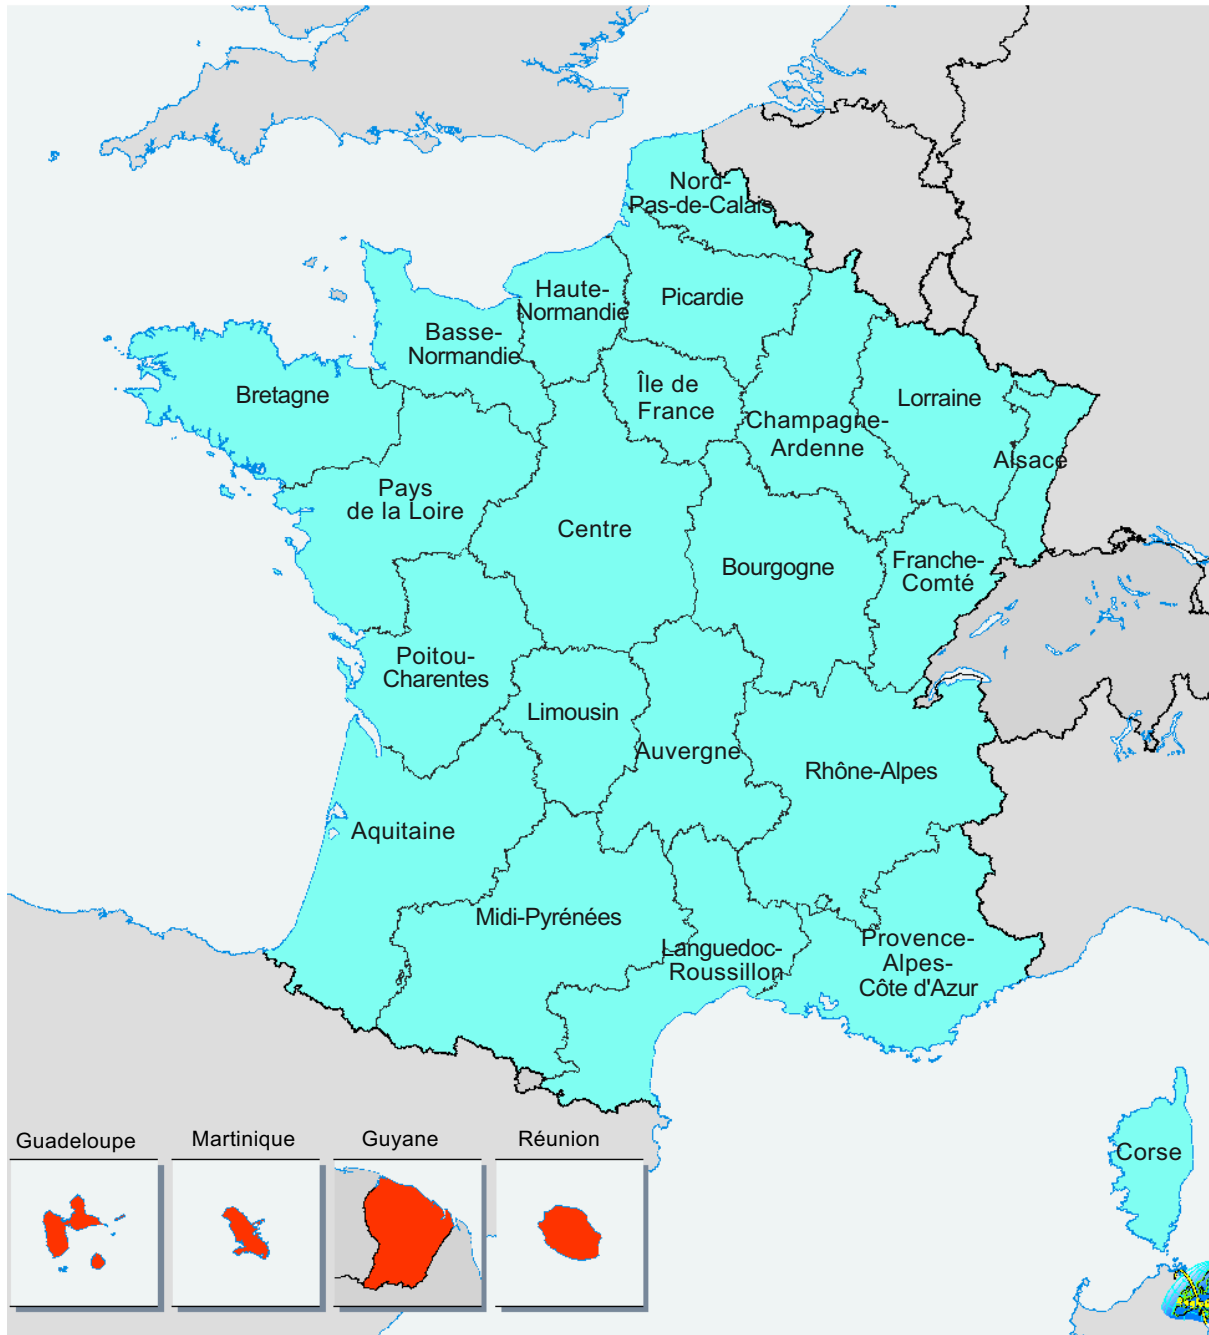 Nord-
Pas-de-Calais
Haute-
Normandie
Picardie
Basse-
Normandie
Île de
France
Bretagne
Lorraine
Champagne-
Ardenne
Alsace
Pays
de la Loire
Centre
Bourgogne
Franche-
Comté
Poitou-
Charentes
Limousin
Auvergne
Rhône-Alpes
Aquitaine
Midi-Pyrénées
Languedoc-
Roussillon
Provence-
Alpes-
Côte d'Azur
Corse
Guadeloupe
Martinique
Guyane
Réunion